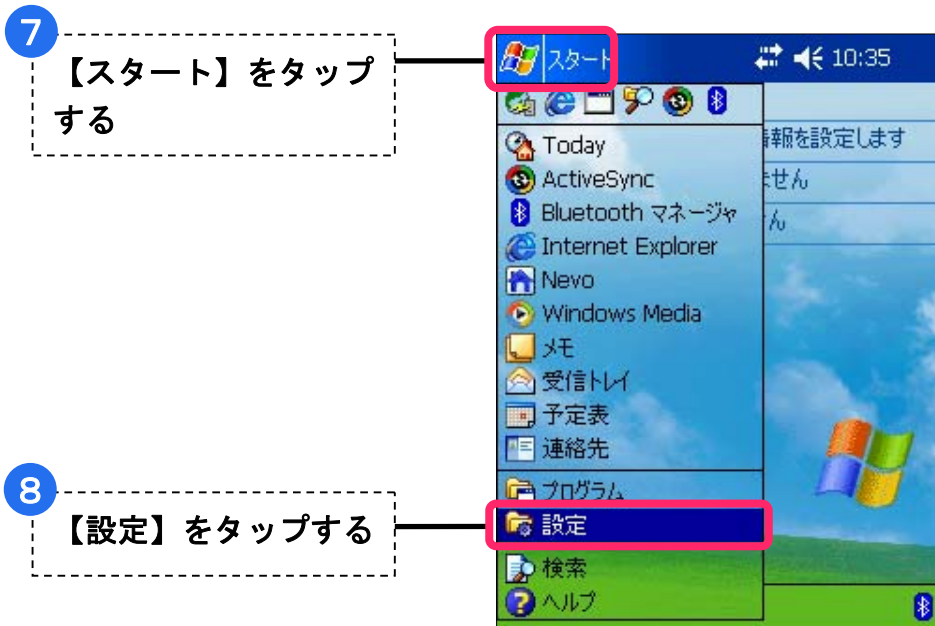 7
【スタート】をタップ
する
スタート
10:35
Today
ActiveSync
Bluetooth マネージャ
Internet Explorer
Nevo
Windows Media
メモ
受信トレイ
予定表
連絡先
プログラム
設定
検索
ヘルプ
情報を設定します
せん
ん
8
【設定】をタップする